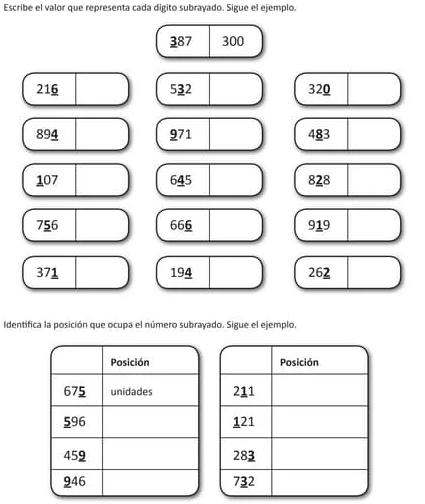 Escribe el valor que representa cada dígito subrayado. Sigue el ejemplo.
387 300
216 532 320
894 971 483
107 645 828
756 666 919
371 194 262
Identifica la posición que ocupa el número subrayado. Sigue el ejemplo.
Posición Posición
675 unidades 211
596 121
459 283
946 732